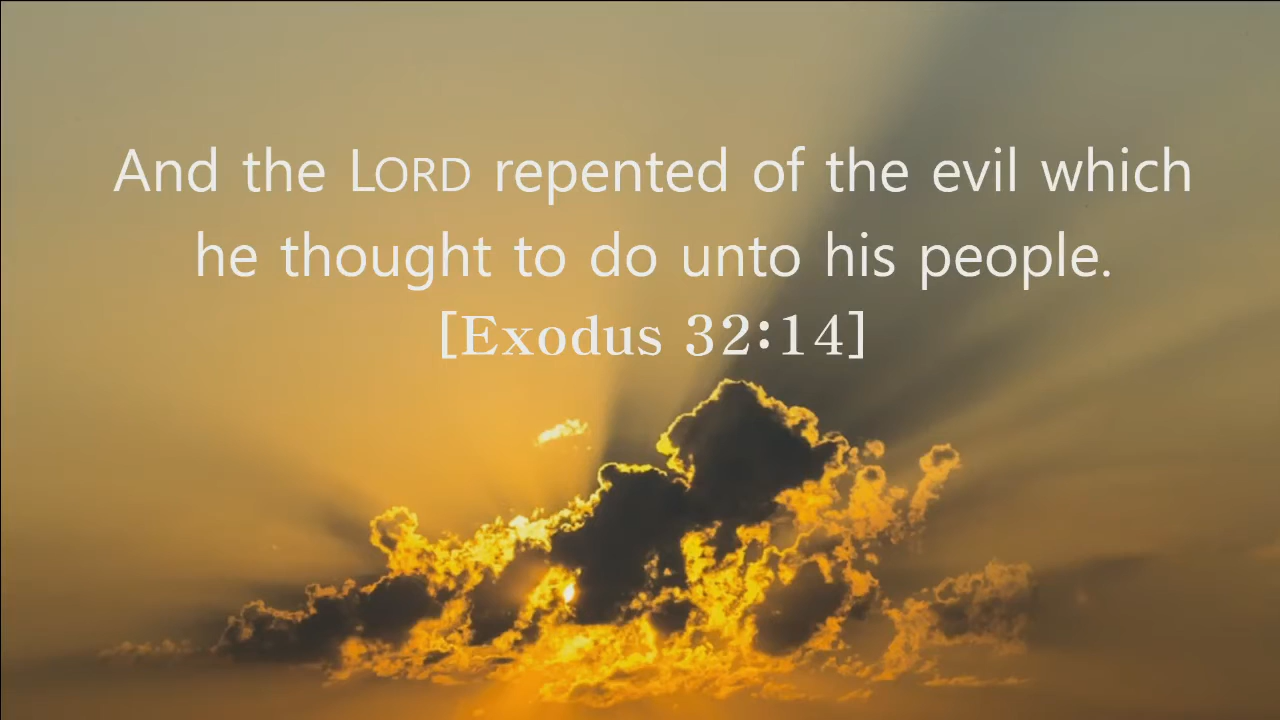 And the LORD repented of the evil which
he thought to do unto his people.
[Exodus 32:14]